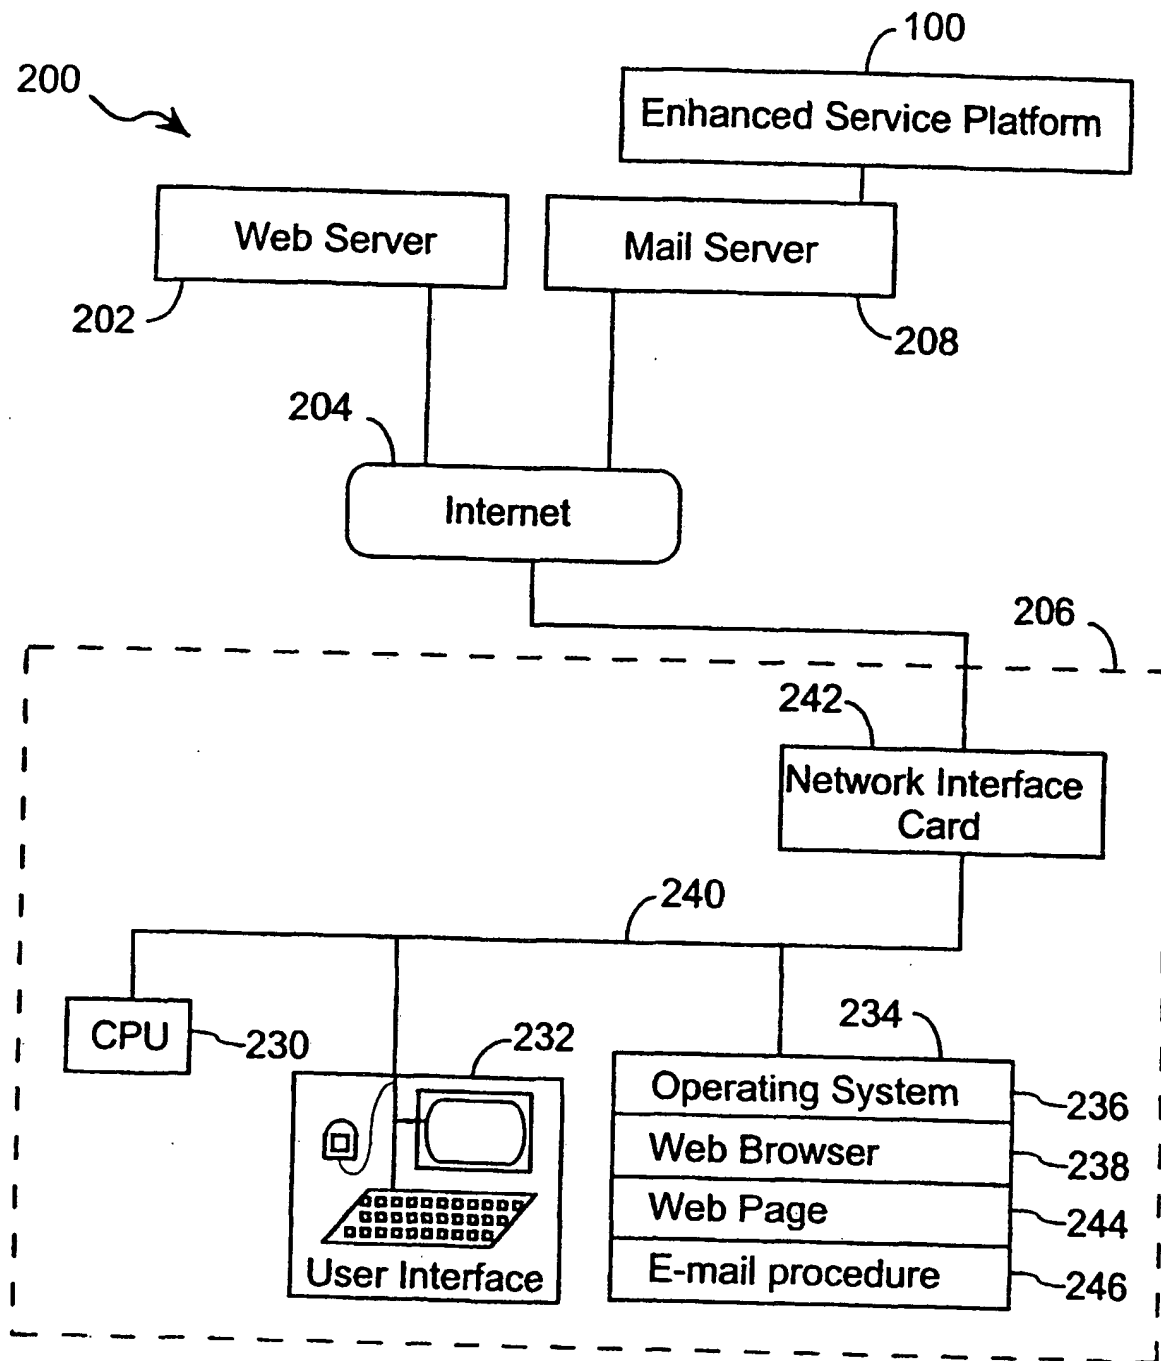 100
200
Enhanced Service Platform
Web Server
Mail Server
202
208
204
Internet
206
242
Network Interface
Card
240
CPU
230
232
234
Operating System
236
Web Browser
238
Web Page
244
E-mail procedure
246
User Interface